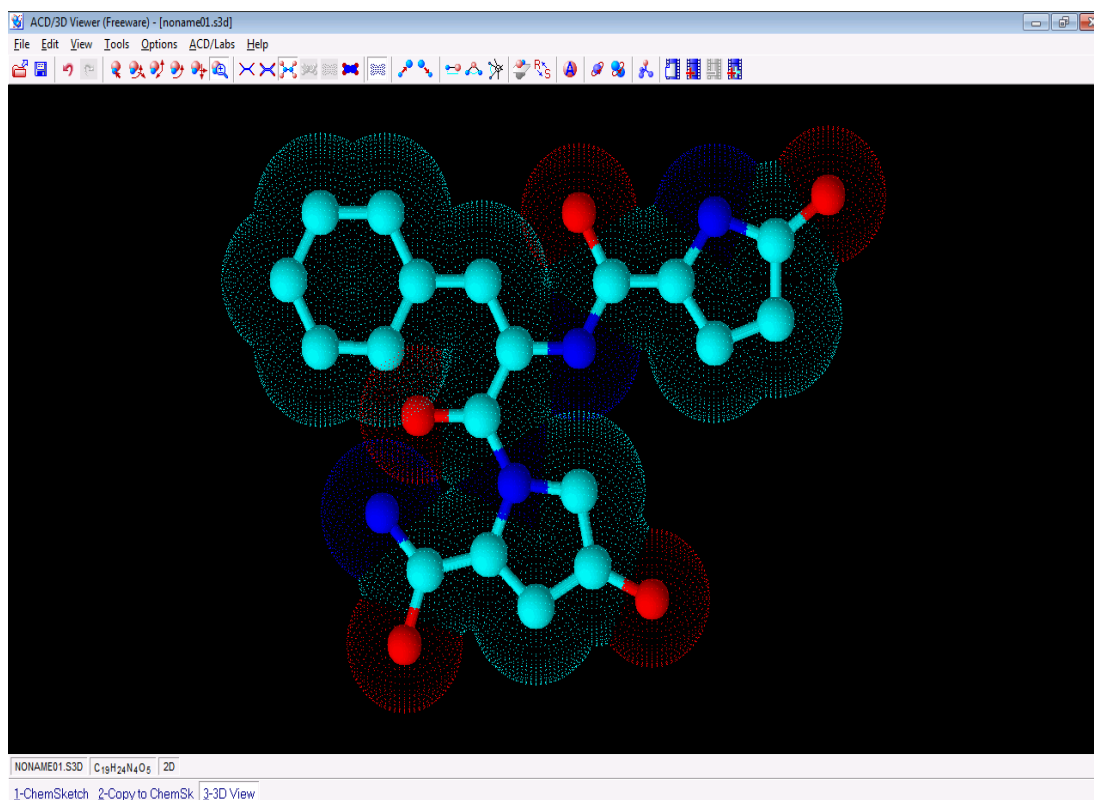 ACD/3D Viewer (Freeware) - [noname01.s3d]
File Edit View Tools Options ACD/Labs Help
R S
A
NONAME01.S3D C19H24N4O5 2D
1-ChemSketch 2-Copy to ChemSk 3-3D View